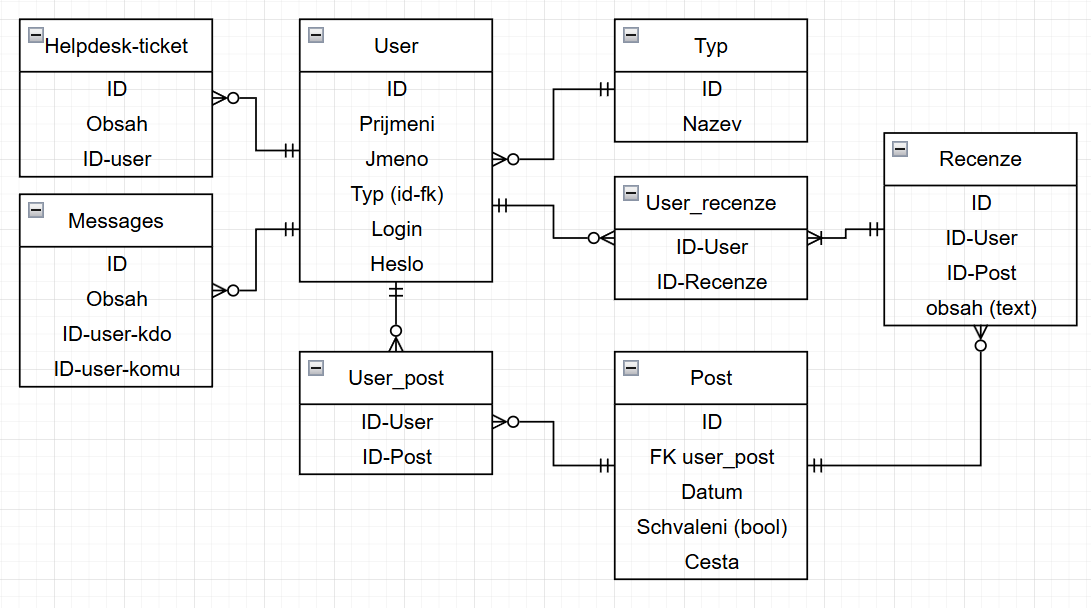 Helpdesk-ticket
ID
Obsah
ID-user
Messages
ID
Obsah
ID-user-kdo
ID-user-komu
User
ID
Prijmeni
Jmeno
Typ (id-fk)
Login
Heslo
User_post
ID-User
ID-Post
Typ
ID
Nazev
User_recenze
ID-User
ID-Recenze
Post
ID
FK user_post
Datum
Schvaleni (bool)
Cesta
Recenze
ID
ID-User
ID-Post
obsah (text)